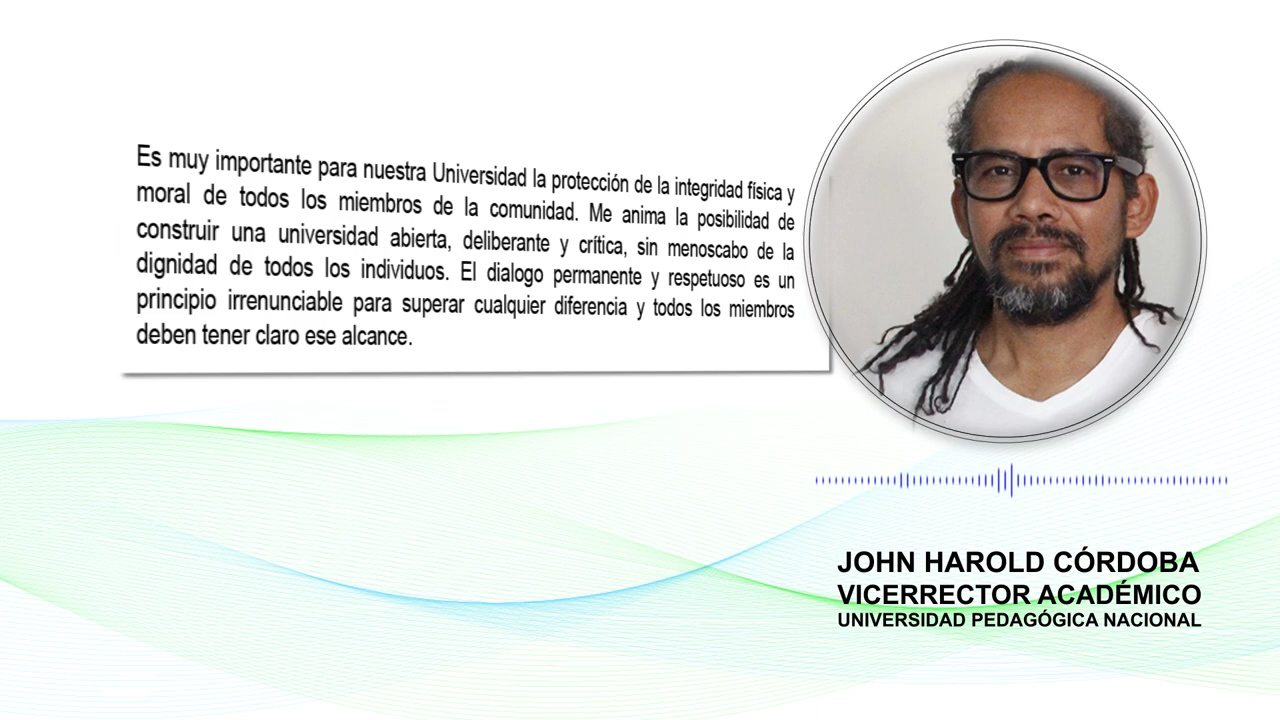 Es muy importante para nuestra Universidad la protección de la integridad física y
moral de todos los miembros de la comunidad. Me anima la posibilidad de
construir una universidad abierta, deliberante y crítica, sin menoscabo de la
dignidad de todos los individuos. El dialogo permanente y respetuoso es un
principio irrenunciable para superar cualquier diferencia y todos los miembros
deben tener claro ese alcance.
JOHN HAROLD CÓRDOBA
VICERRECTOR ACADÉMICO
UNIVERSIDAD PEDAGÓGICA NACIONAL